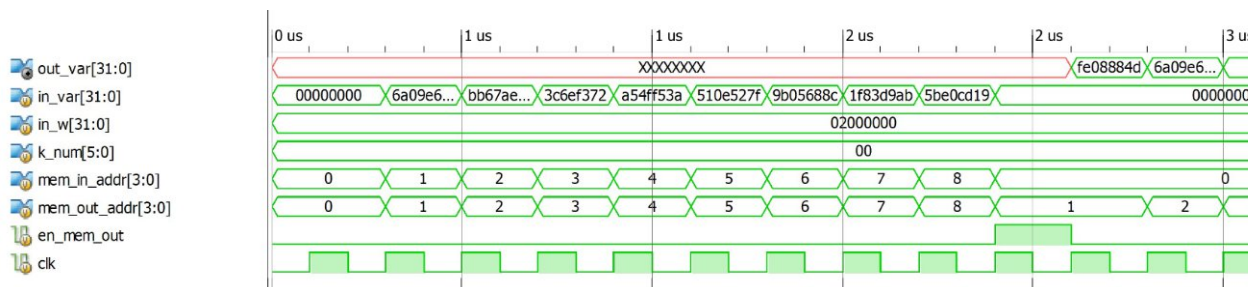 0 us 1 us 1 us 2 us 2 us 3 us
out_var[31:0] XXXXXXXX fe08884d 6a09e6...
in_var[31:0] 00000000 6a09e6... bb67ae... 3c6ef372 a54ff53a 510e527f 9b05688c 1f83d9ab 5be0cd19 0000000
in_w[31:0] 02000000
k_num[5:0] 00
mem_in_addr[3:0] 0 1 2 3 4 5 6 7 8 0
mem_out_addr[3:0] 0 1 2 3 4 5 6 7 8 1 2
en_mem_out
clk